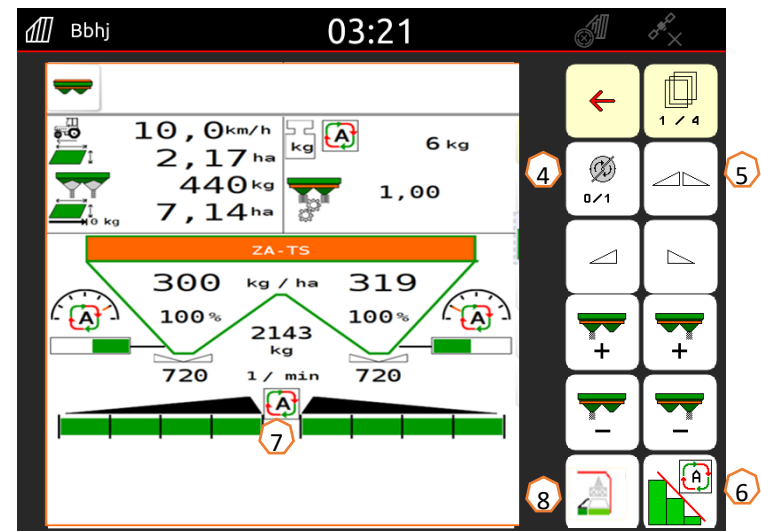 Bbhj
03:21
1 / 4
10,0km/h
2,17ha
440kg
7,14ha
0 kg
kg
A
6 kg
1,00
4
0/1
5
ZA-TS
300 kg / ha 319
A
100%
100%
A
2143
kg
720 1/ min 720
A
7
+
+
−
−
8
A
6